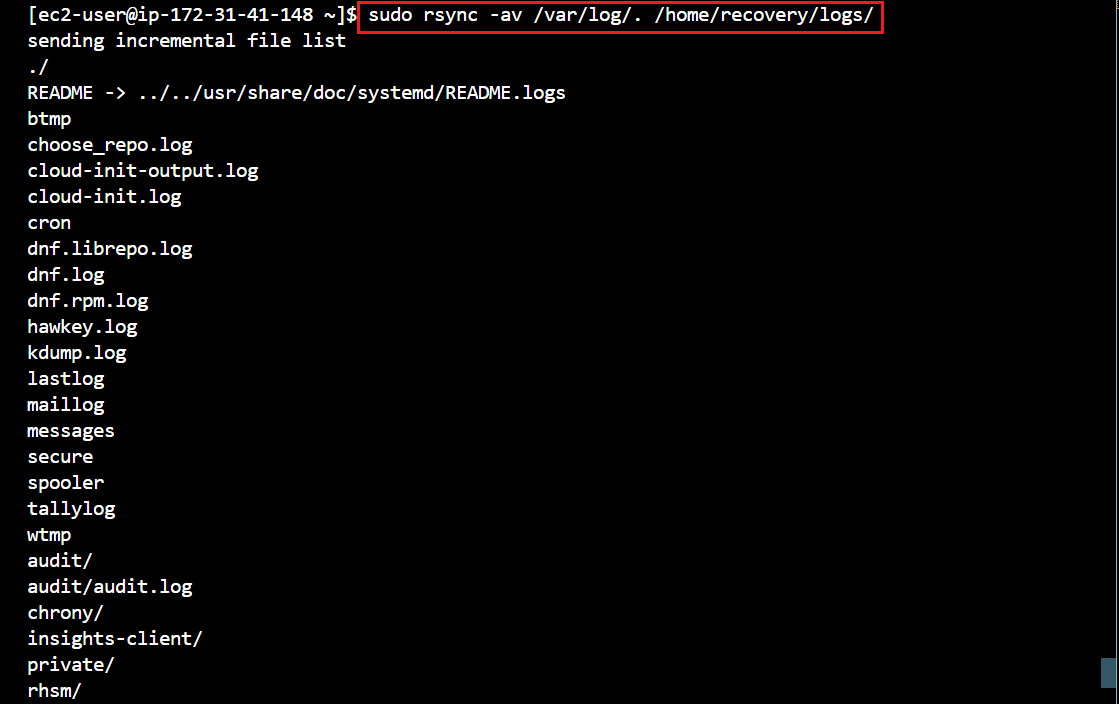 [ec2-user@ip-172-31-41-148 ~]$ sudo rsync -av /var/log/. /home/recovery/logs/
sending incremental file list
./
README -> ../../usr/share/doc/systemd/README.logs
btmp
choose_repo.log
cloud-init-output.log
cloud-init.log
cron
dnf.librepo.log
dnf.log
dnf.rpm.log
hawkey.log
kdump.log
lastlog
maillog
messages
secure
spooler
tallylog
wtmp
audit/
audit/audit.log
chrony/
insights-client/
private/
rhsm/